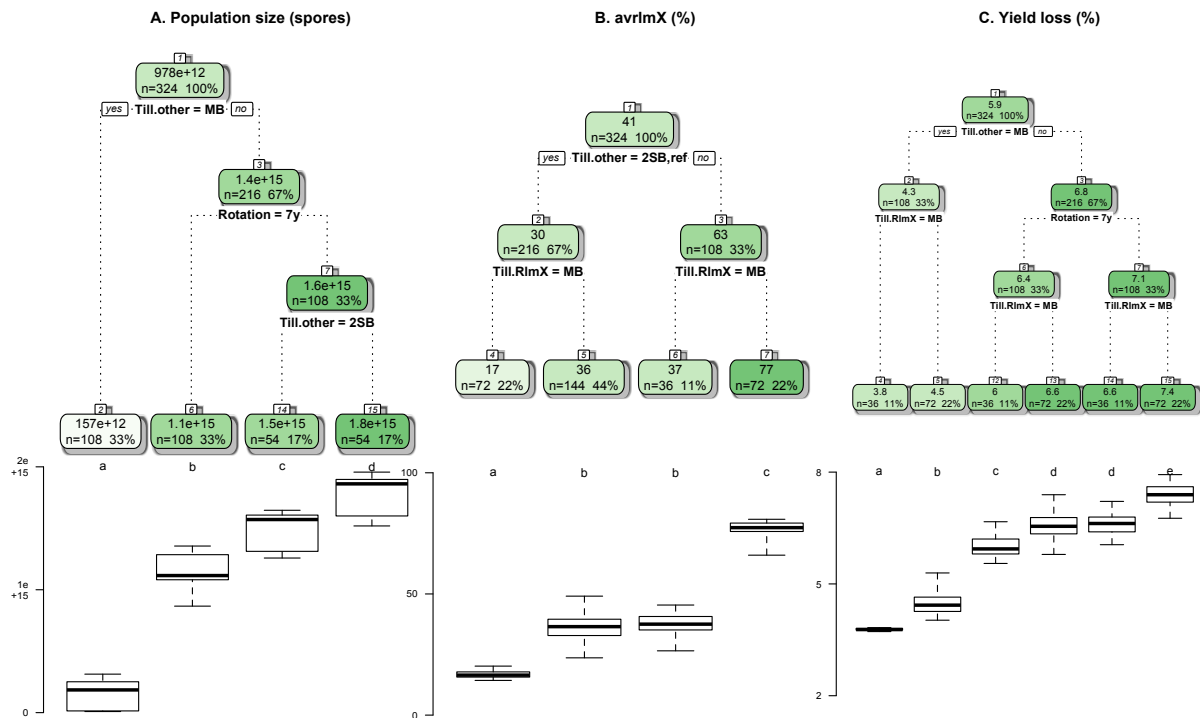 A. Population size (spores)
1
978e+12
n=324 100%
yes Till.other = MB no
3
1.4e+15
n=216 67%
Rotation = 7y
7
1.6e+15
n=108 33%
Till.other = 2SB
2
157e+12
n=108 33%
6
1.1e+15
n=108 33%
14
1.5e+15
n=54 17%
15
1.8e+15
n=54 17%
a b c d
2e
+15
1e
+15
0
B. avrlmX (%)
1
41
n=324 100%
yes Till.other = 2SB,ref no
2
30
n=216 67%
Till.RlmX = MB
3
63
n=108 33%
Till.RlmX = MB
4
17
n=72 22%
5
36
n=144 44%
6
37
n=36 11%
7
77
n=72 22%
a b b c
100
50
0
C. Yield loss (%)
1
5.9
n=324 100%
yes Till.other = MB no
2
4.3
n=108 33%
Till.RlmX = MB
3
6.8
n=216 67%
Rotation = 7y
6
6.4
n=108 33%
Till.RlmX = MB
7
7.1
n=108 33%
Till.RlmX = MB
4
3.8
n=36 11%
5
4.5
n=72 22%
12
6
n=36 11%
13
6.6
n=72 22%
14
6.6
n=36 11%
15
7.4
n=72 22%
a b c d d e
8
5
2